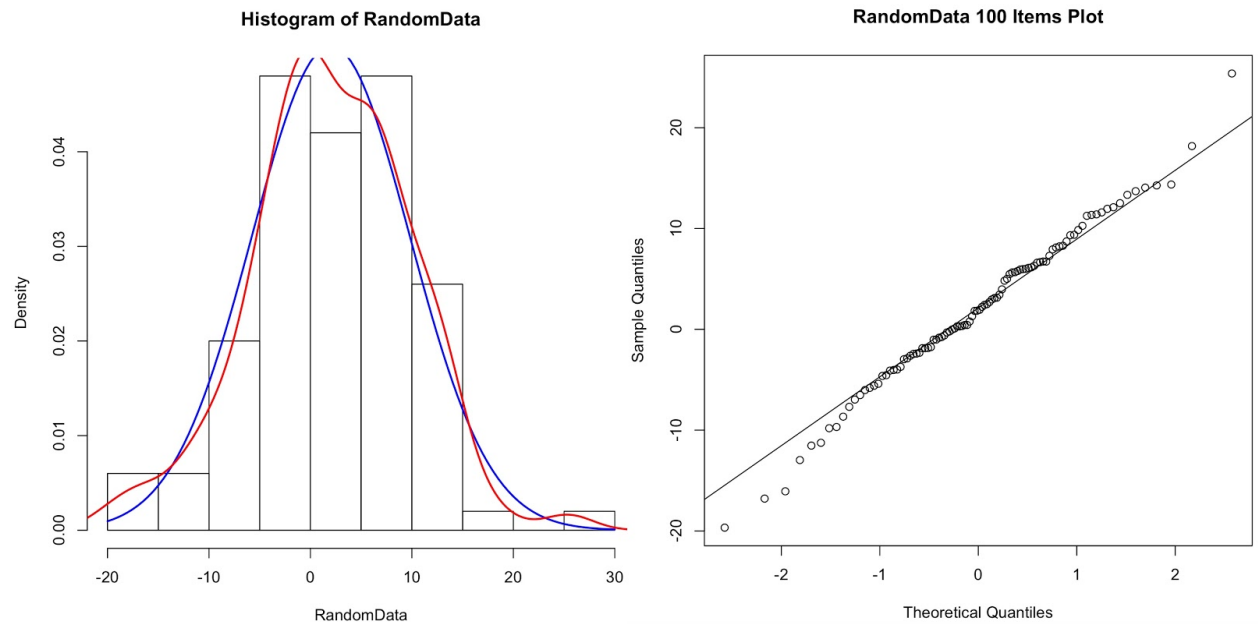 Histogram of RandomData
Density
0.00 0.01 0.02 0.03 0.04
-20 -10 0 10 20 30
RandomData
RandomData 100 Items Plot
Sample Quantiles
-20 -10 0 10 20
-2 -1 0 1 2
Theoretical Quantiles